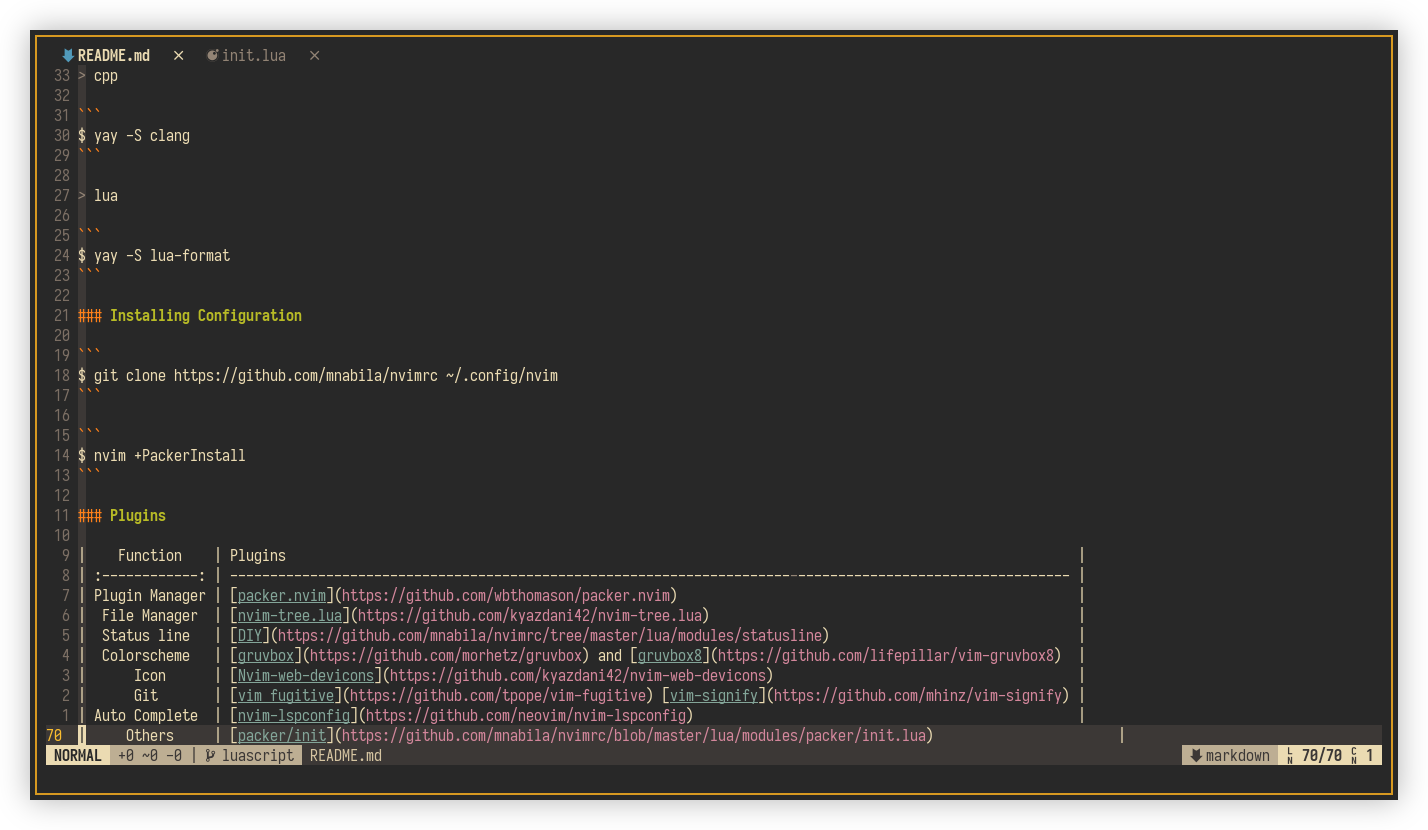 README.md × init.lua ×
33 > cpp
32
31 ```
30 $ yay -S clang
29 ```
28
27 > lua
26
25 ```
24 $ yay -S lua-format
23 ```
22
21 ### Installing Configuration
20
19 ```
18 $ git clone https://github.com/mnabila/nvimrc ~/.config/nvim
17 ```
16
15 ```
14 $ nvim +PackerInstall
13 ```
12
11 ### Plugins
10
9 | Function | Plugins |
8 | :------------: | --------------------------------------------------------------------------------------------------------- |
7 | Plugin Manager | [packer.nvim](https://github.com/wbthomason/packer.nvim) |
6 | File Manager | [nvim-tree.lua](https://github.com/kyazdani42/nvim-tree.lua) |
5 | Status line | [DIY](https://github.com/mnabila/nvimrc/tree/master/lua/modules/statusline) |
4 | Colorscheme | [gruvbox](https://github.com/morhetz/gruvbox) and [gruvbox8](https://github.com/lifepillar/vim-gruvbox8) |
3 | Icon | [Nvim-web-devicons](https://github.com/kyazdani42/nvim-web-devicons) |
2 | Git | [vim fugitive](https://github.com/tpope/vim-fugitive) [vim-signify](https://github.com/mhinz/vim-signify) |
1 | Auto Complete | [nvim-lspconfig](https://github.com/neovim/nvim-lspconfig) |
70 | Others | [packer/init](https://github.com/mnabila/nvimrc/blob/master/lua/modules/packer/init.lua) |
NORMAL +0 ~0 -0 | luascript README.md markdown LN 70/70 CN 1